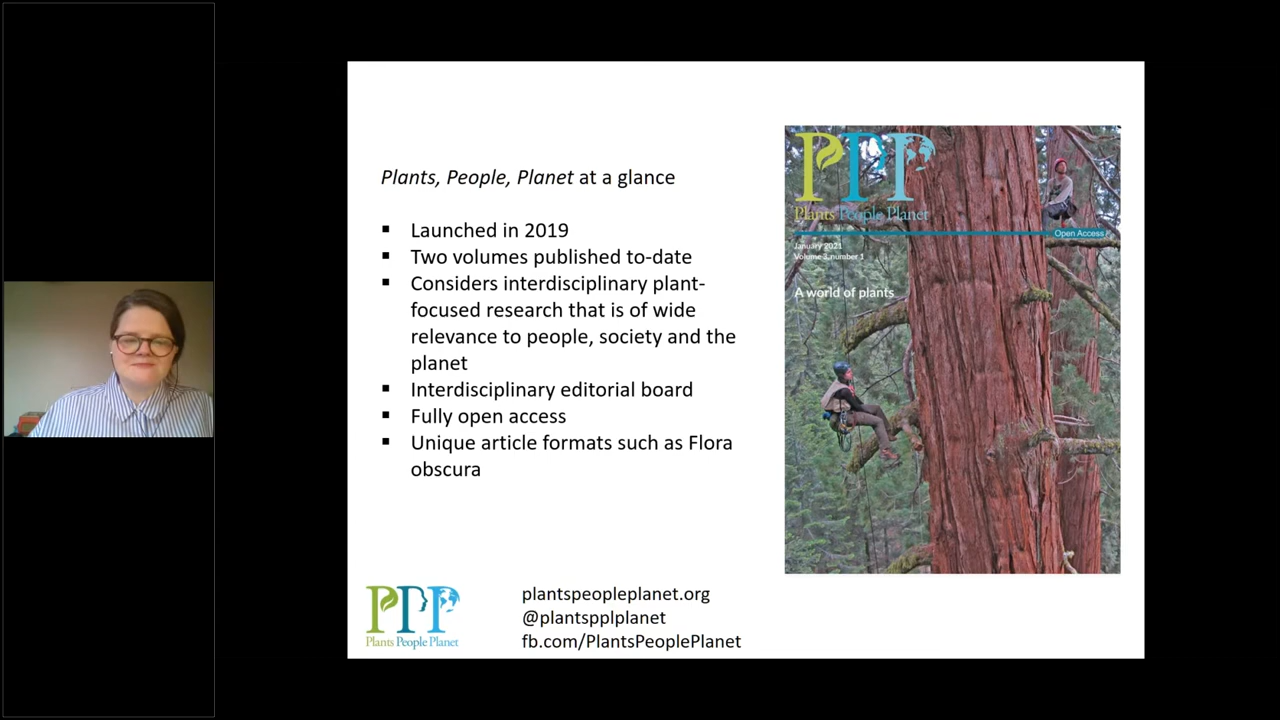 Plants, People, Planet at a glance
▪ Launched in 2019
▪ Two volumes published to-date
▪ Considers interdisciplinary plant-
focused research that is of wide
relevance to people, society and the
planet
▪ Interdisciplinary editorial board
▪ Fully open access
▪ Unique article formats such as Flora
obscura
PPP
Plants People Planet
Open Access
January 2021
Volume 3, number 1
A world of plants
PPP
Plants People Planet
plantspeopleplanet.org
@plantspplplanet
fb.com/PlantsPeoplePlanet